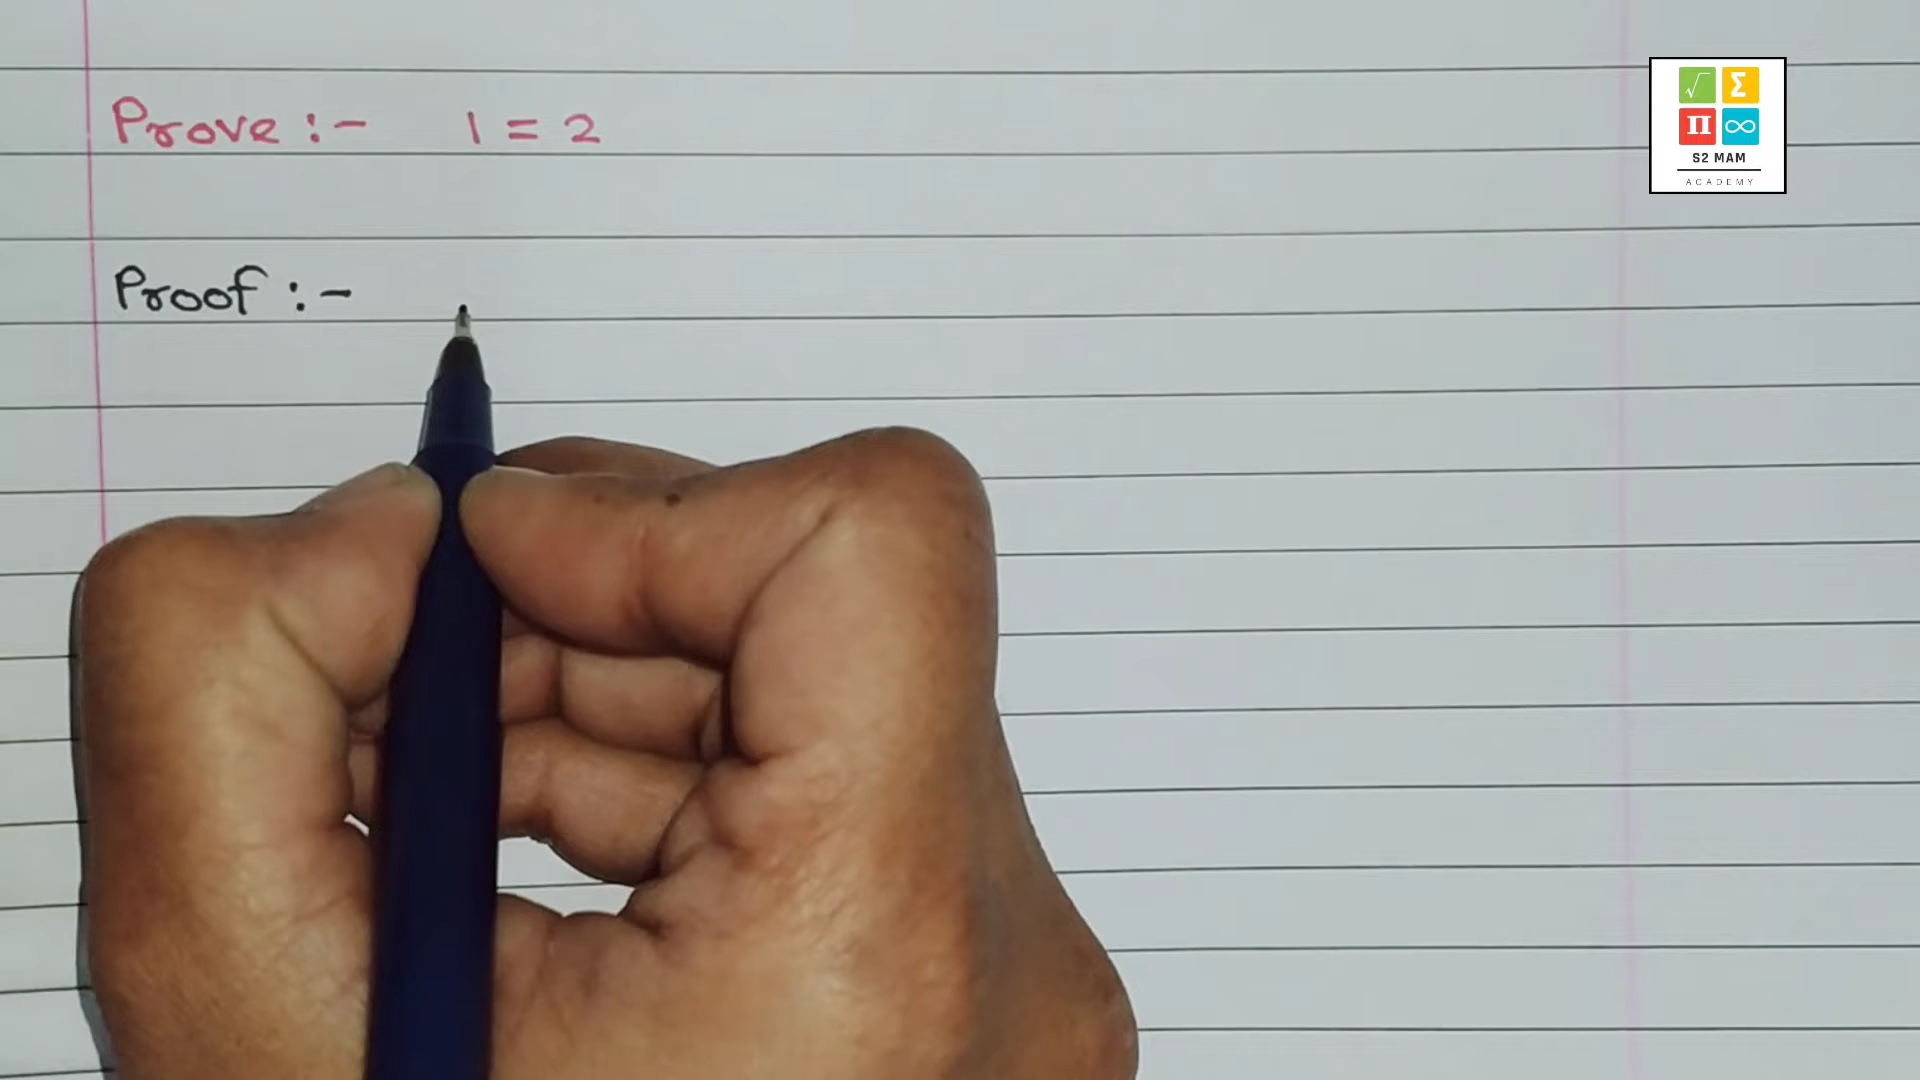 Prove :- 1 = 2
√ Σ
Π ∞
S2 MAM
ACADEMY
Proof :-